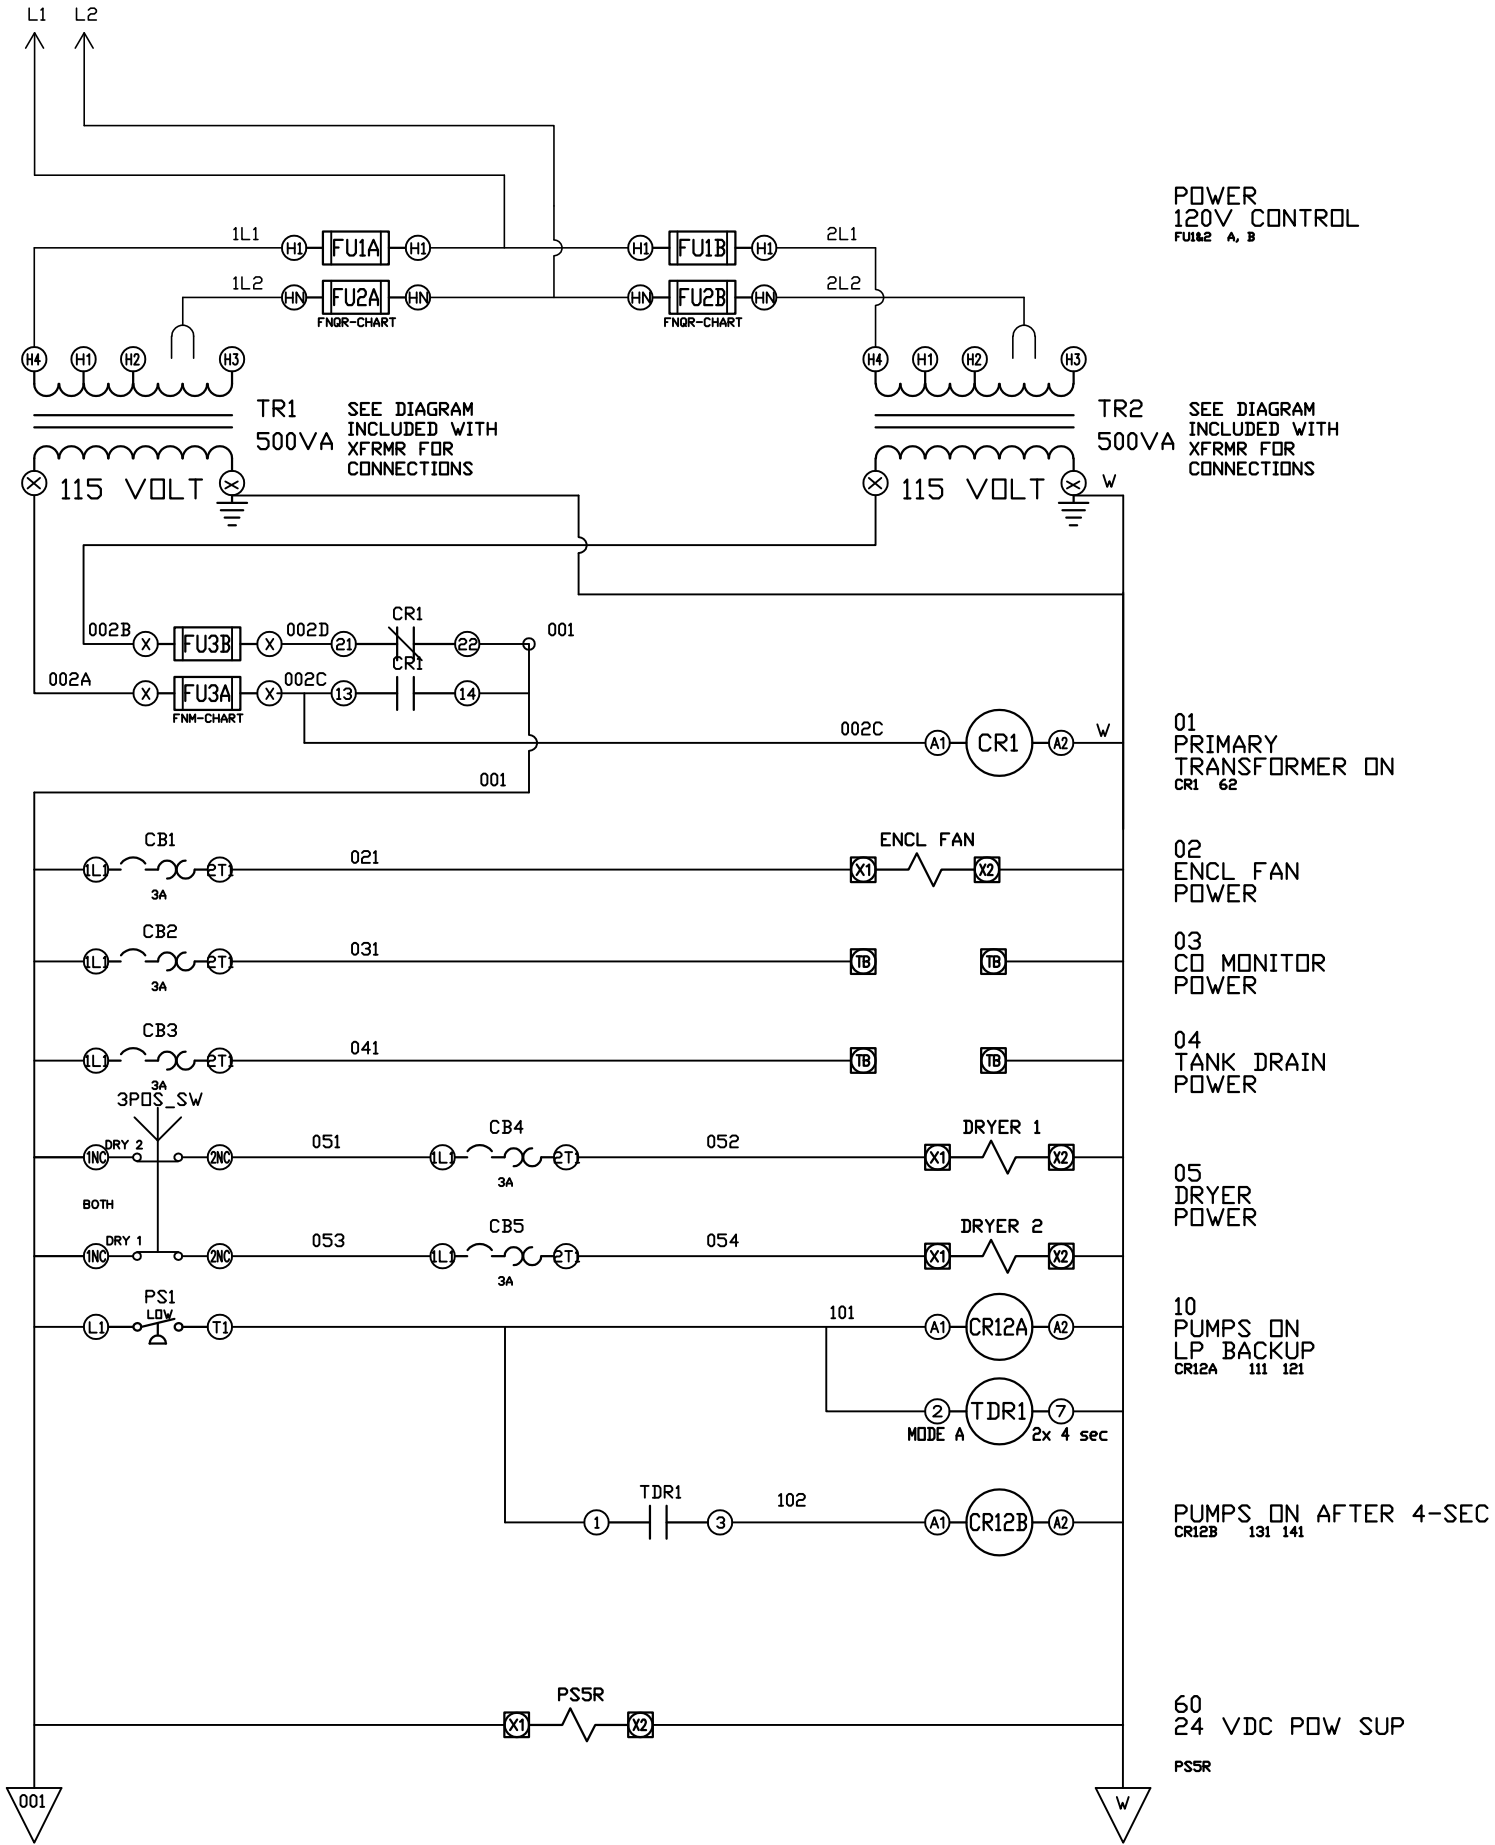 L1 L2
POWER
120V CONTROL
FU1&2 A, B
1L1 H1 FU1A H1 H1 FU1B H1 2L1
1L2 HN FU2A HN HN FU2B HN 2L2
FNQR-CHART FNQR-CHART
H4 H1 H2 H3 H4 H1 H2 H3
TR1
500VA
SEE DIAGRAM
INCLUDED WITH
XFRMR FOR
CONNECTIONS
TR2
500VA
SEE DIAGRAM
INCLUDED WITH
XFRMR FOR
CONNECTIONS
X 115 VOLT X X 115 VOLT X W
CR1
002B X FU3B X 002D 21 22 001
CR1
002A X FU3A X 002C 13 14
FNM-CHART
002C A1 CR1 A2 W
01
PRIMARY
TRANSFORMER ON
CR1 62
001
CB1 ENCL FAN
1L1 2T1 021 X1 X2
3A
02
ENCL FAN
POWER
CB2
1L1 2T1 031 TB TB
3A
03
CO MONITOR
POWER
CB3
1L1 2T1 041 TB TB
3A
04
TANK DRAIN
POWER
3POS_SW
CB4 DRYER 1
1NC DRY 2 2NC 051 1L1 2T1 052 X1 X2
3A
BOTH
05
DRYER
POWER
CB5 DRYER 2
1NC DRY 1 2NC 053 1L1 2T1 054 X1 X2
3A
PS1
LOW
L1 T1 101 A1 CR12A A2
10
PUMPS ON
LP BACKUP
CR12A 111 121
2 TDR1 7
MODE A 2x 4 sec
TDR1
1 3 102 A1 CR12B A2
PUMPS ON AFTER 4-SEC
CR12B 131 141
PS5R
X1 X2
60
24 VDC POW SUP
PS5R
001 W